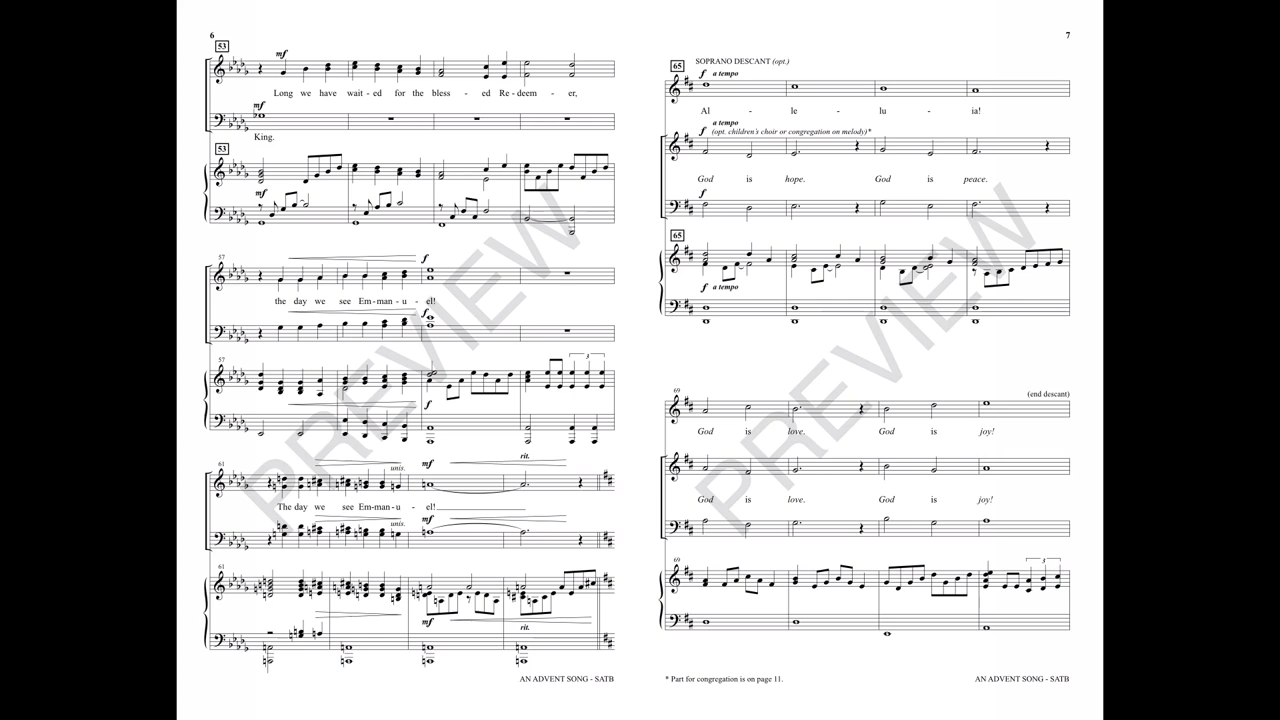 6
53
mf
Long we have wait - ed for the bless - ed Re - deem - er,
mf
King.
53
mf
57
f
the day we see Em - man - u - el!
f
57
3
f
61
unis.
mf
rit.
The day we see Em - man - u - el!
unis.
mf
61
mf
rit.
AN ADVENT SONG - SATB
7
SOPRANO DESCANT (opt.)
65
f a tempo
Al - le - lu - ia!
a tempo
f (opt. children's choir or congregation on melody)*
God is hope. God is peace.
f
65
f a tempo
69
(end descant)
God is love. God is joy!
God is love. God is joy!
69
3
* Part for congregation is on page 11.
AN ADVENT SONG - SATB
PREVIEW
PREVIEW